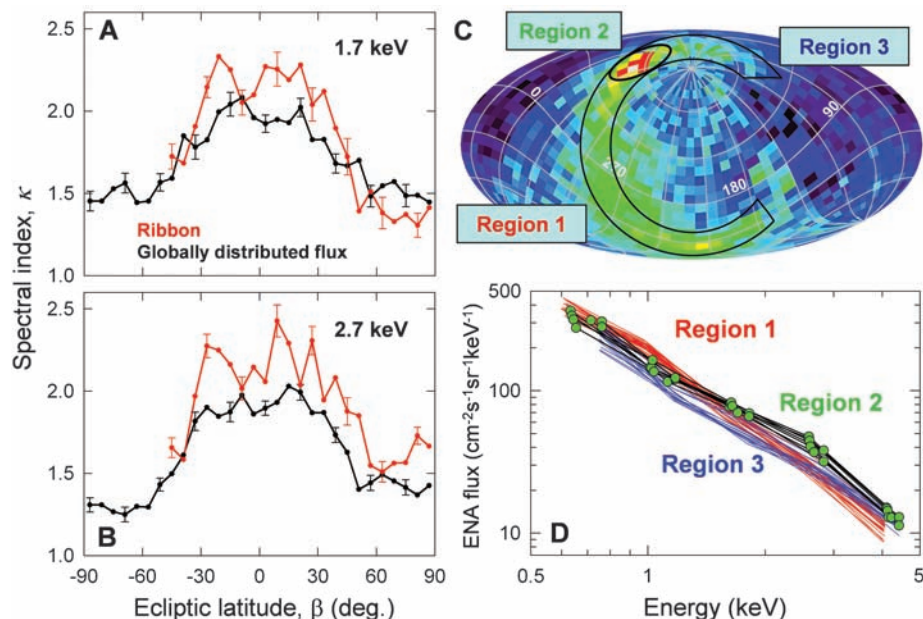 A
1.7 keV
2.5
2.0
1.5
1.0
Ribbon
Globally distributed flux
Spectral index, κ
2.7 keV
2.5
2.0
1.5
1.0
B
-90 -60 -30 0 30 60 90
Ecliptic latitude, β (deg.)
C
Region 2
Region 3
Region 1
0
90
180
270
500
100
10
ENA flux (cm-2s-1sr-1keV-1)
Region 1
Region 2
Region 3
D
0.5 1 5
Energy (keV)